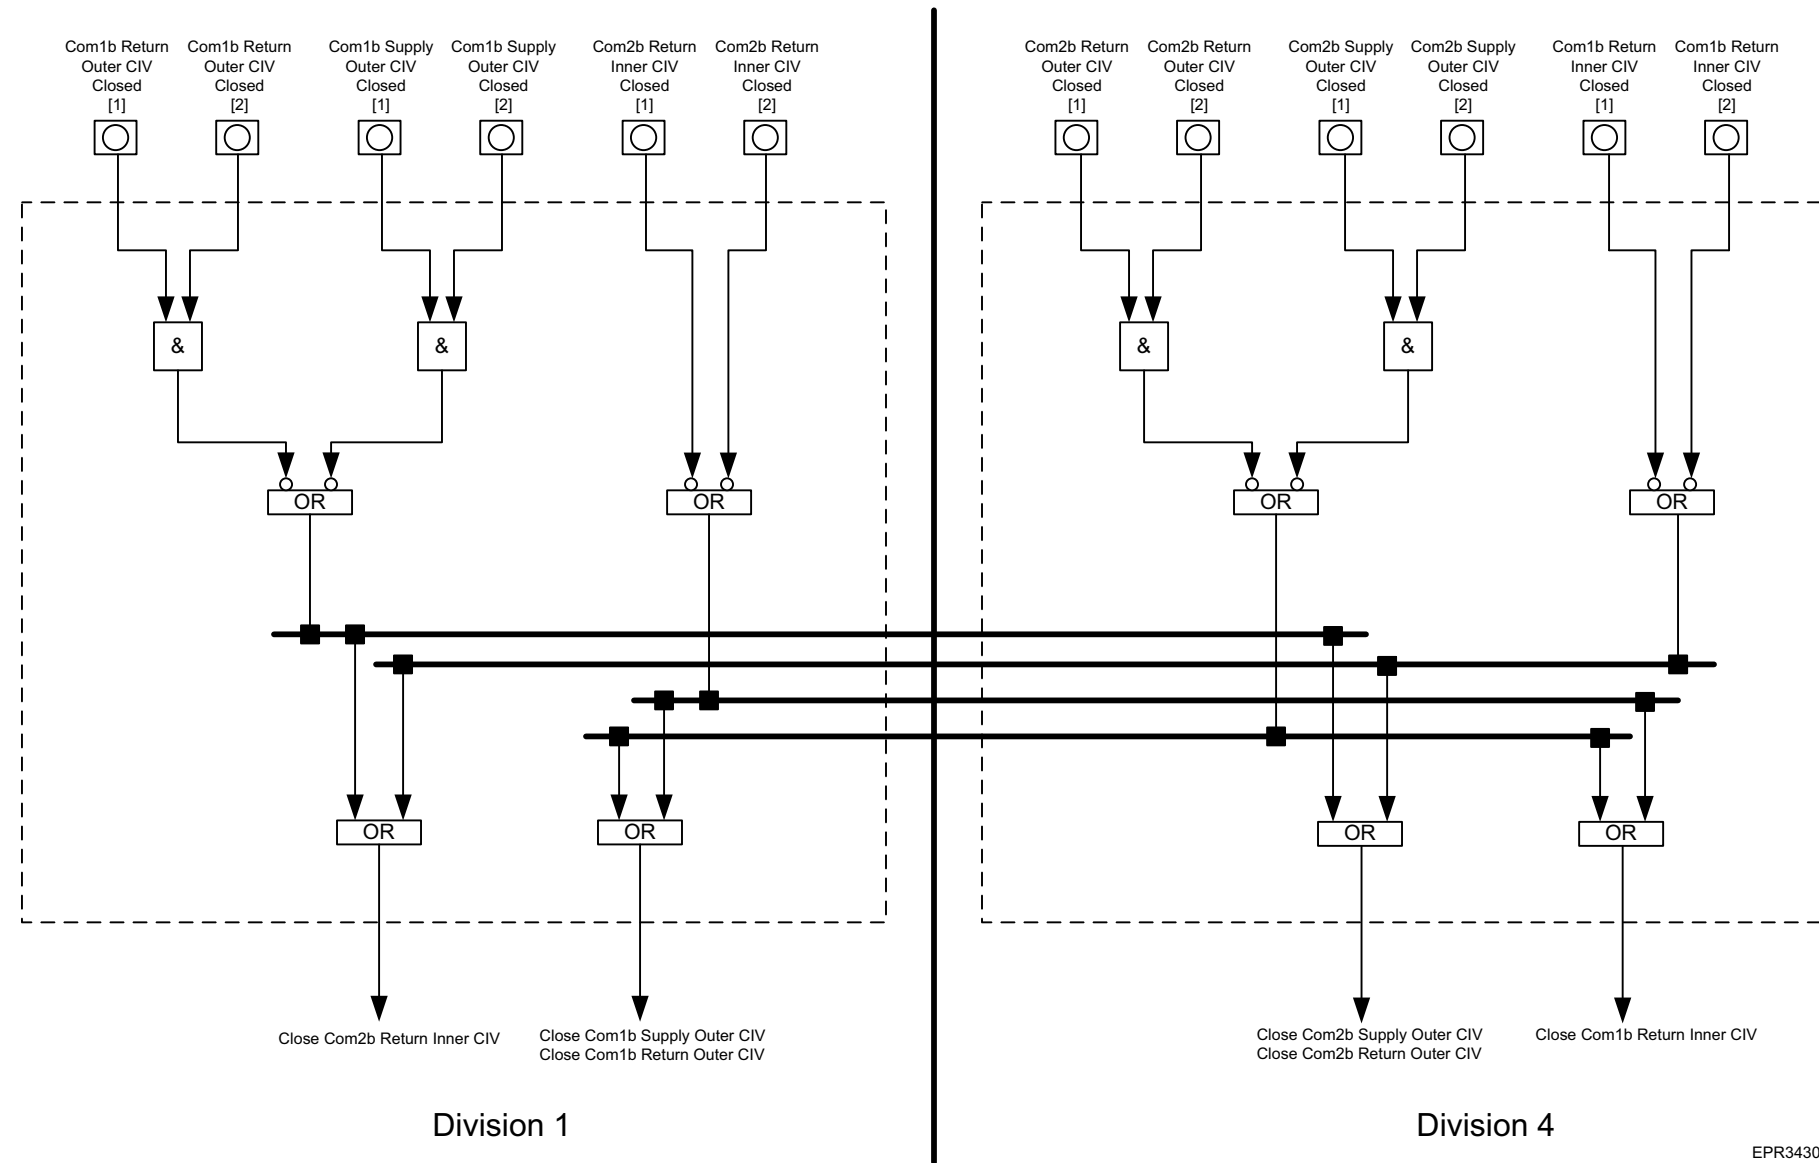 Com1b Return
Outer CIV
Closed
[1]
Com1b Return
Outer CIV
Closed
[2]
Com1b Supply
Outer CIV
Closed
[1]
Com1b Supply
Outer CIV
Closed
[2]
Com2b Return
Inner CIV
Closed
[1]
Com2b Return
Inner CIV
Closed
[2]
Com2b Return
Outer CIV
Closed
[1]
Com2b Return
Outer CIV
Closed
[2]
Com2b Supply
Outer CIV
Closed
[1]
Com2b Supply
Outer CIV
Closed
[2]
Com1b Return
Inner CIV
Closed
[1]
Com1b Return
Inner CIV
Closed
[2]
&
&
&
&
OR
OR
OR
OR
OR
OR
OR
OR
Close Com2b Return Inner CIV
Close Com1b Supply Outer CIV
Close Com1b Return Outer CIV
Close Com2b Supply Outer CIV
Close Com2b Return Outer CIV
Close Com1b Return Inner CIV
Division 1
Division 4
EPR3430